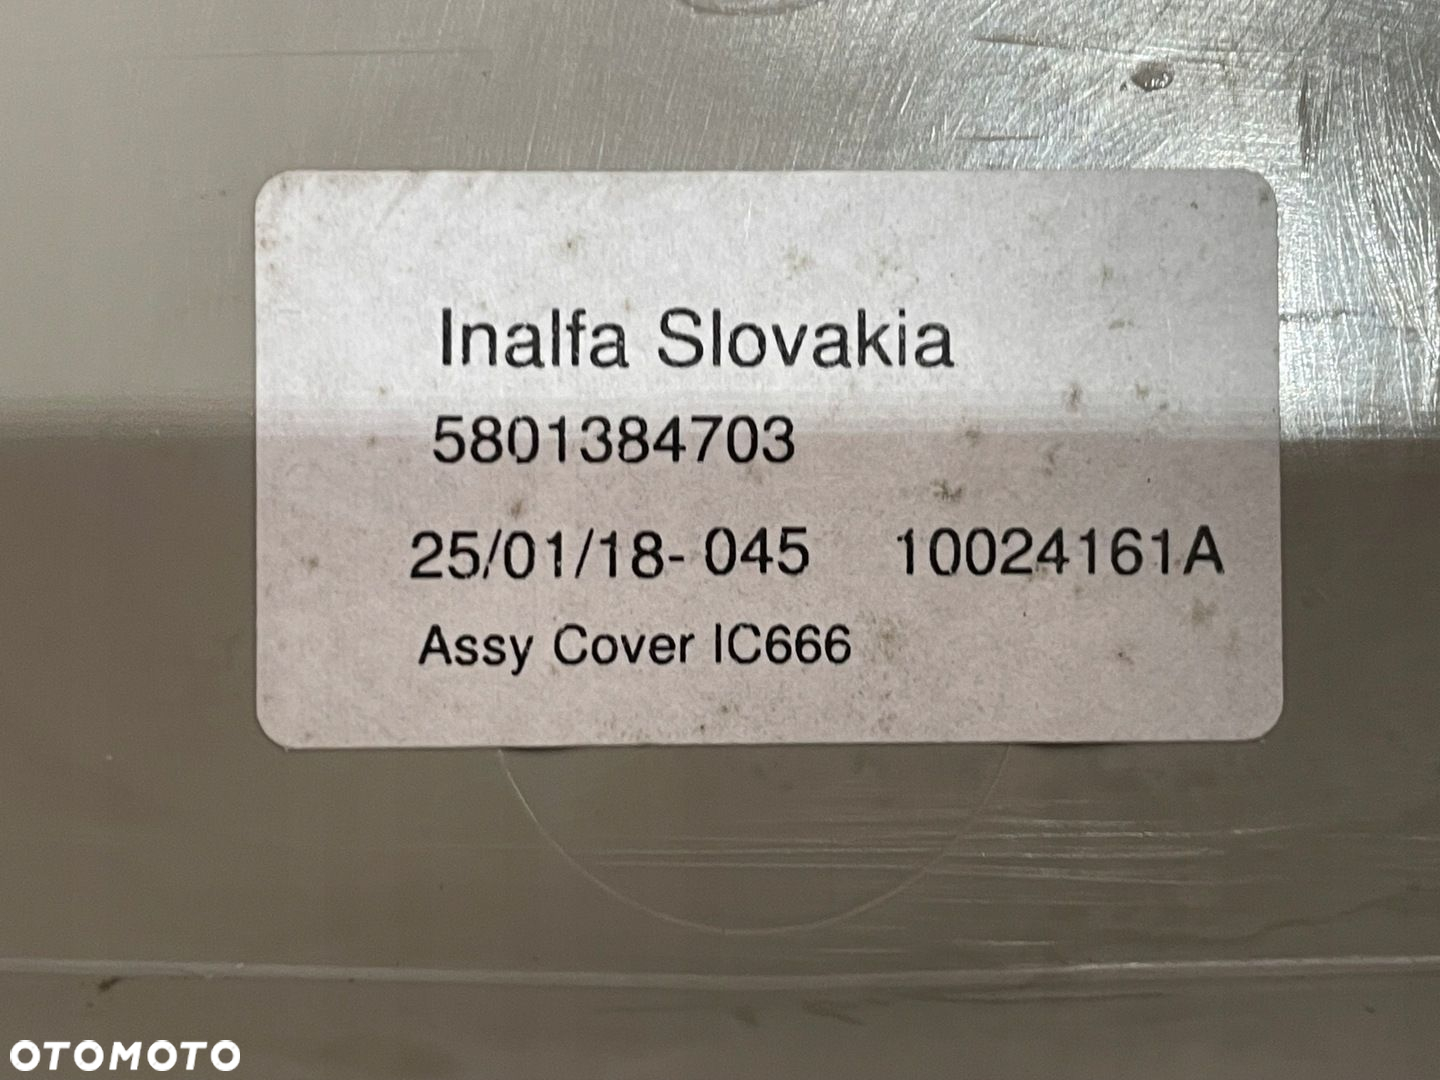 Inalfa Slovakia
5801384703
25/01/18- 045 10024161A
Assy Cover IC666
OTOMOTO